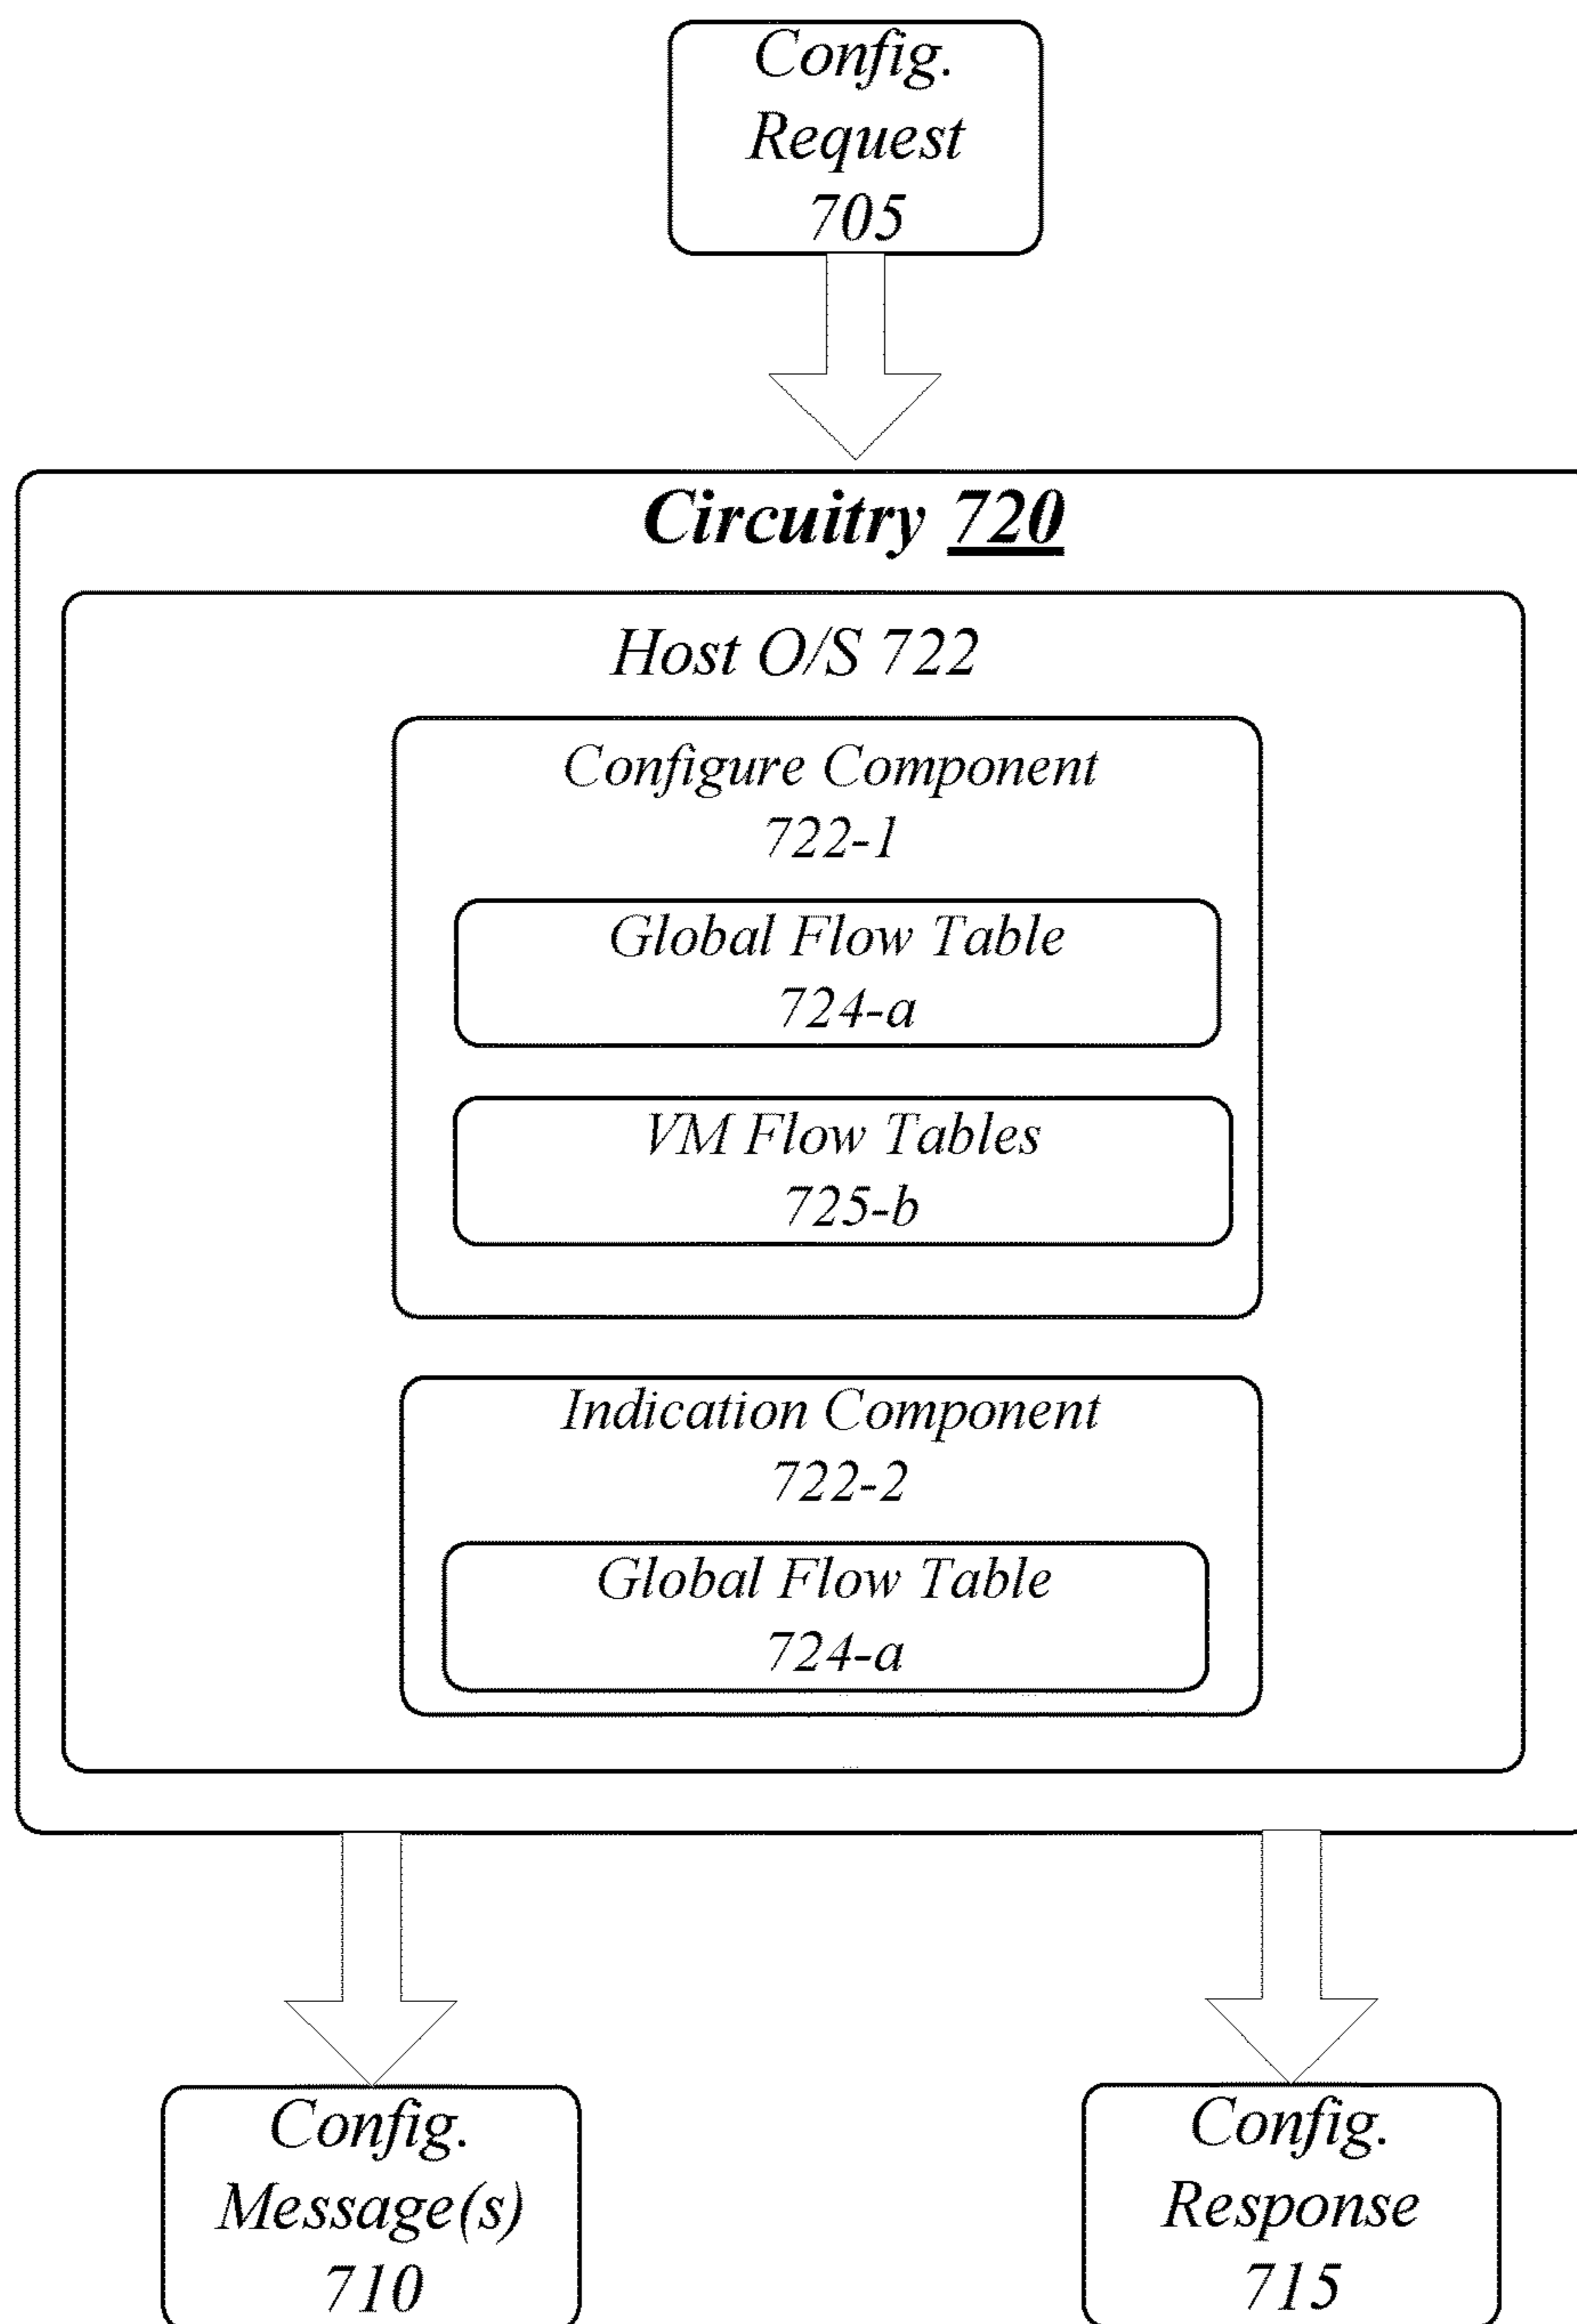 Config.
Request
705
Circuitry 720
Host O/S 722
Configure Component
722-1
Global Flow Table
724-a
VM Flow Tables
725-b
Indication Component
722-2
Global Flow Table
724-a
Config.
Message(s)
710
Config.
Response
715